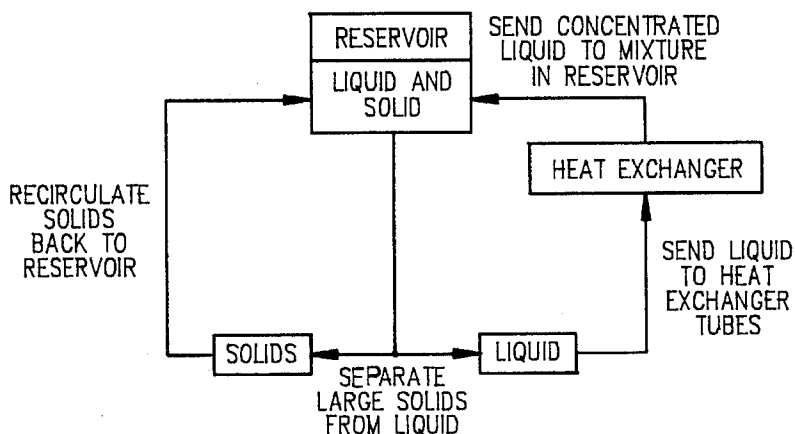 RESERVOIR
LIQUID AND
SOLID
SEND CONCENTRATED
LIQUID TO MIXTURE
IN RESERVOIR
HEAT EXCHANGER
RECIRCULATE
SOLIDS
BACK TO
RESERVOIR
SEND LIQUID
TO HEAT
EXCHANGER
TUBES
SOLIDS
LIQUID
SEPARATE
LARGE SOLIDS
FROM LIQUID